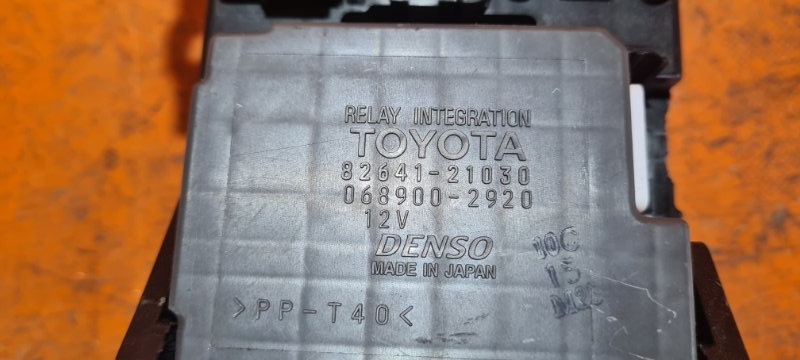 RELAY INTEGRATION
TOYOTA
82641-21030
068900-2920
12V
DENSO
MADE IN JAPAN
>PP-T40<